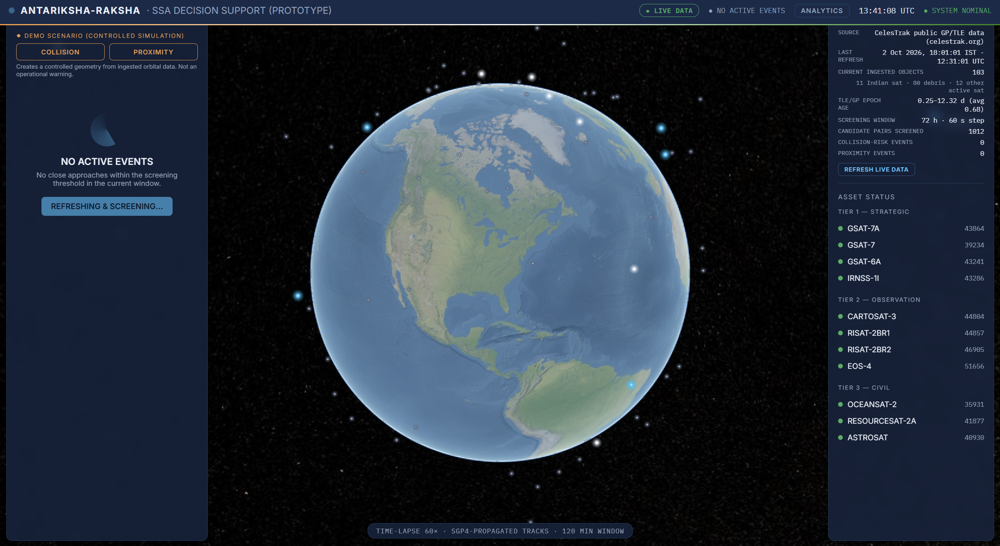 ANTARIKSHA-RAKSHA · SSA DECISION SUPPORT (PROTOTYPE)
● LIVE DATA
● NO ACTIVE EVENTS
ANALYTICS
13:41:08 UTC
● SYSTEM NOMINAL
◆ DEMO SCENARIO (CONTROLLED SIMULATION)
COLLISION
PROXIMITY
Creates a controlled geometry from ingested orbital data. Not an
operational warning.
NO ACTIVE EVENTS
No close approaches within the screening
threshold in the current window.
REFRESHING & SCREENING...
SOURCE CelesTrak public GP/TLE data
(celestrak.org)
LAST REFRESH 2 Oct 2026, 18:01:01 IST ·
12:31:01 UTC
CURRENT INGESTED OBJECTS 103
11 Indian sat · 80 debris · 12 other
active sat
TLE/GP EPOCH AGE 0.25–12.32 d (avg
0.68)
SCREENING WINDOW 72 h · 60 s step
CANDIDATE PAIRS SCREENED 1012
COLLISION-RISK EVENTS 0
PROXIMITY EVENTS 0
REFRESH LIVE DATA
ASSET STATUS
TIER 1 — STRATEGIC
GSAT-7A 43864
GSAT-7 39234
GSAT-6A 43241
IRNSS-1I 43286
TIER 2 — OBSERVATION
CARTOSAT-3 44804
RISAT-2BR1 44857
RISAT-2BR2 46905
EOS-4 51656
TIER 3 — CIVIL
OCEANSAT-2 35931
RESOURCESAT-2A 41877
ASTROSAT 40930
TIME-LAPSE 60× · SGP4-PROPAGATED TRACKS · 120 MIN WINDOW